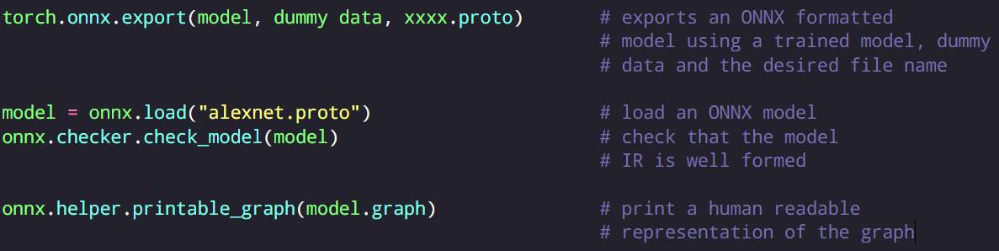 torch.onnx.export(model, dummy data, xxxx.proto) # exports an ONNX formatted
# model using a trained model, dummy
# data and the desired file name
model = onnx.load("alexnet.proto") # load an ONNX model
onnx.checker.check_model(model) # check that the model
# IR is well formed
onnx.helper.printable_graph(model.graph) # print a human readable
# representation of the graph